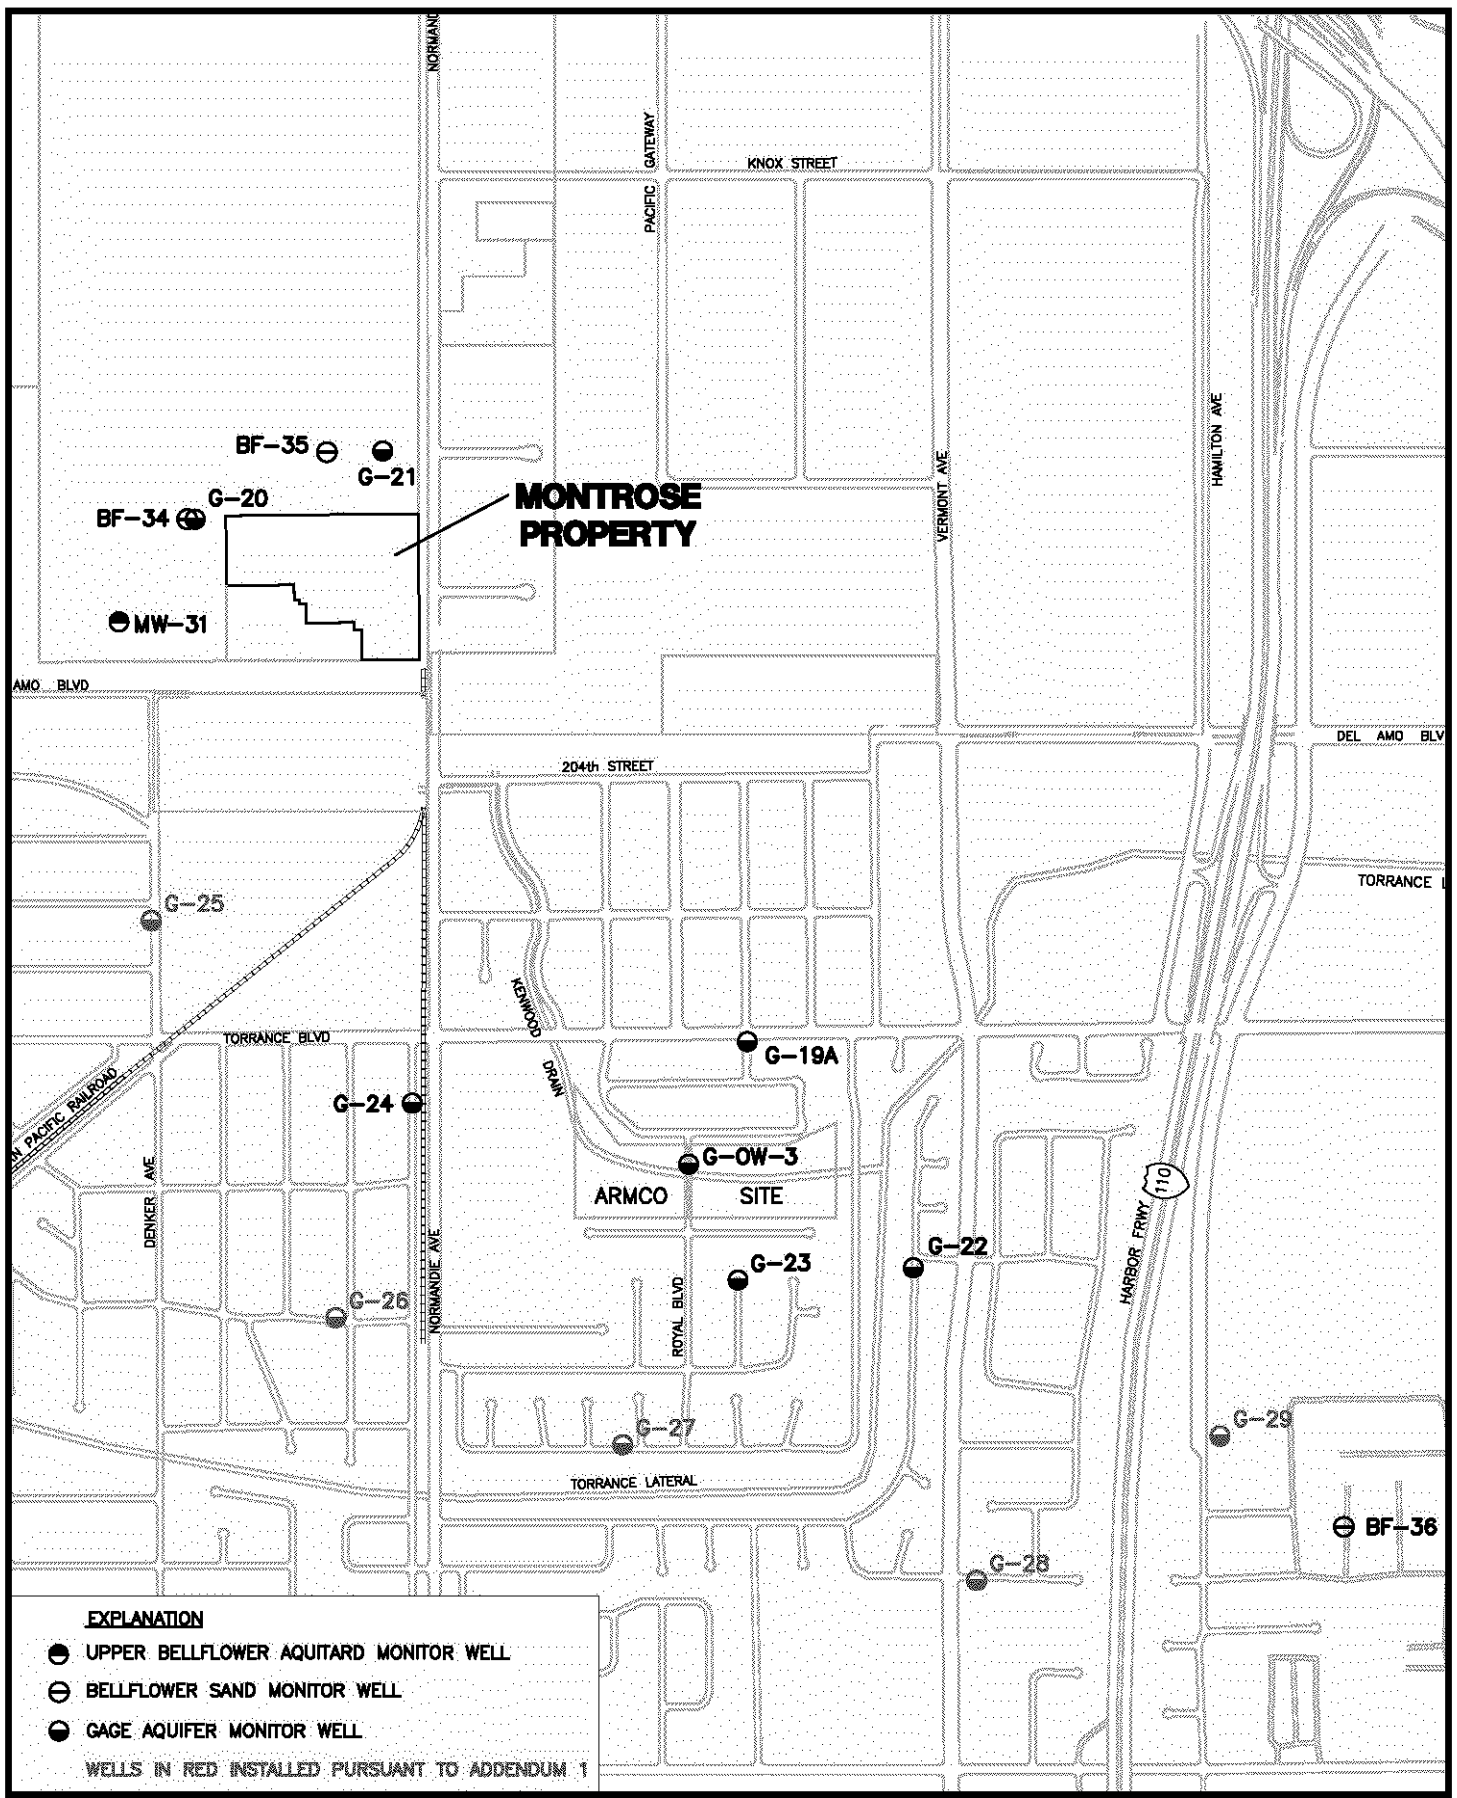 NORMAND
PACIFIC GATEWAY
KNOX STREET
HAMILTON AVE
VERMONT AVE
BF-35
G-21
G-20
BF-34
MONTROSE
PROPERTY
MW-31
AMO BLVD
DEL AMO BLV
204th STREET
TORRANCE L
G-25
KENWOOD
DRAIN
TORRANCE BLVD
G-19A
G-24
N PACIFIC RAILROAD
G-OW-3
ARMCO SITE
110
HARBOR FRWY
DENKER AVE
NORMANDIE AVE
G-22
G-23
ROYAL BLVD
G-26
G-27
G-29
TORRANCE LATERAL
BF-36
G-28
EXPLANATION
UPPER BELLFLOWER AQUITARD MONITOR WELL
BELLFLOWER SAND MONITOR WELL
GAGE AQUIFER MONITOR WELL
WELLS IN RED INSTALLED PURSUANT TO ADDENDUM 1